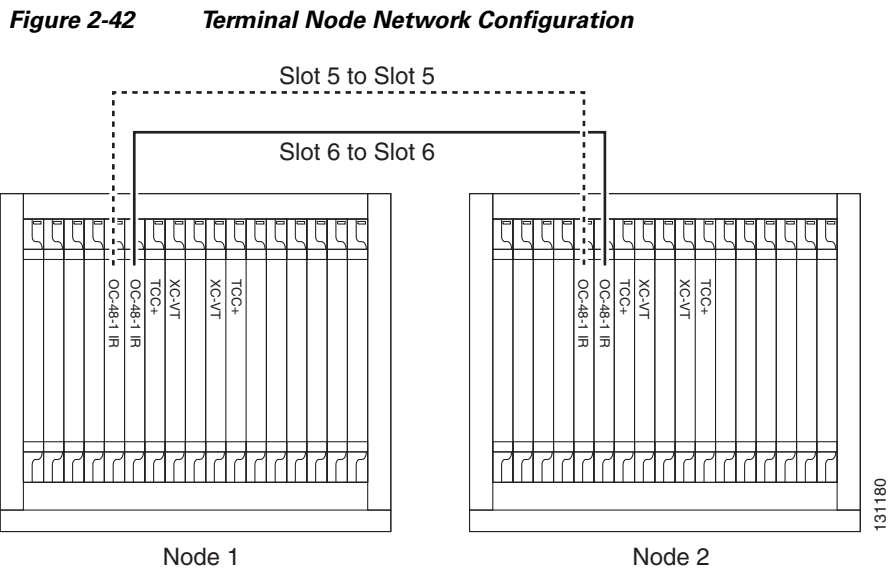 Figure 2-42 Terminal Node Network Configuration
Slot 5 to Slot 5
Slot 6 to Slot 6
OC-48-1 IR
OC-48-1 IR
TCC+
XC-VT
XC-VT
TCC+
OC-48-1 IR
OC-48-1 IR
TCC+
XC-VT
XC-VT
TCC+
Node 1
Node 2
131180